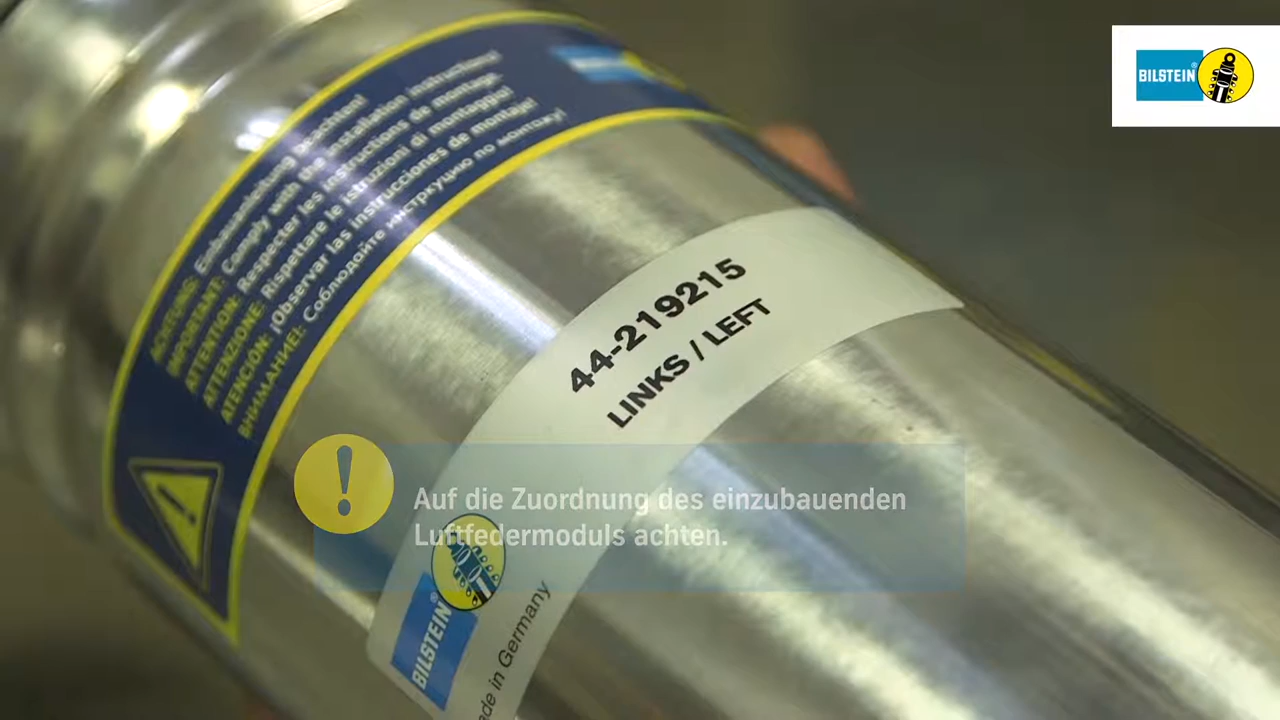 BILSTEIN®
ACHTUNG: Einbauanleitung beachten!
IMPORTANT: Comply with the installation instructions!
ATTENTION: Respecter les instructions de montage.
ATTENZIONE: Rispettare le istruzioni di montaggio!
ATENCIÓN: ¡Observar las instrucciones de montaje!
ВНИМАНИЕ: Соблюдайте инструкцию по монтажу!
44-219215
LINKS / LEFT
Auf die Zuordnung des einzubauenden
Luftfedermoduls achten.
BILSTEIN®
in Germany